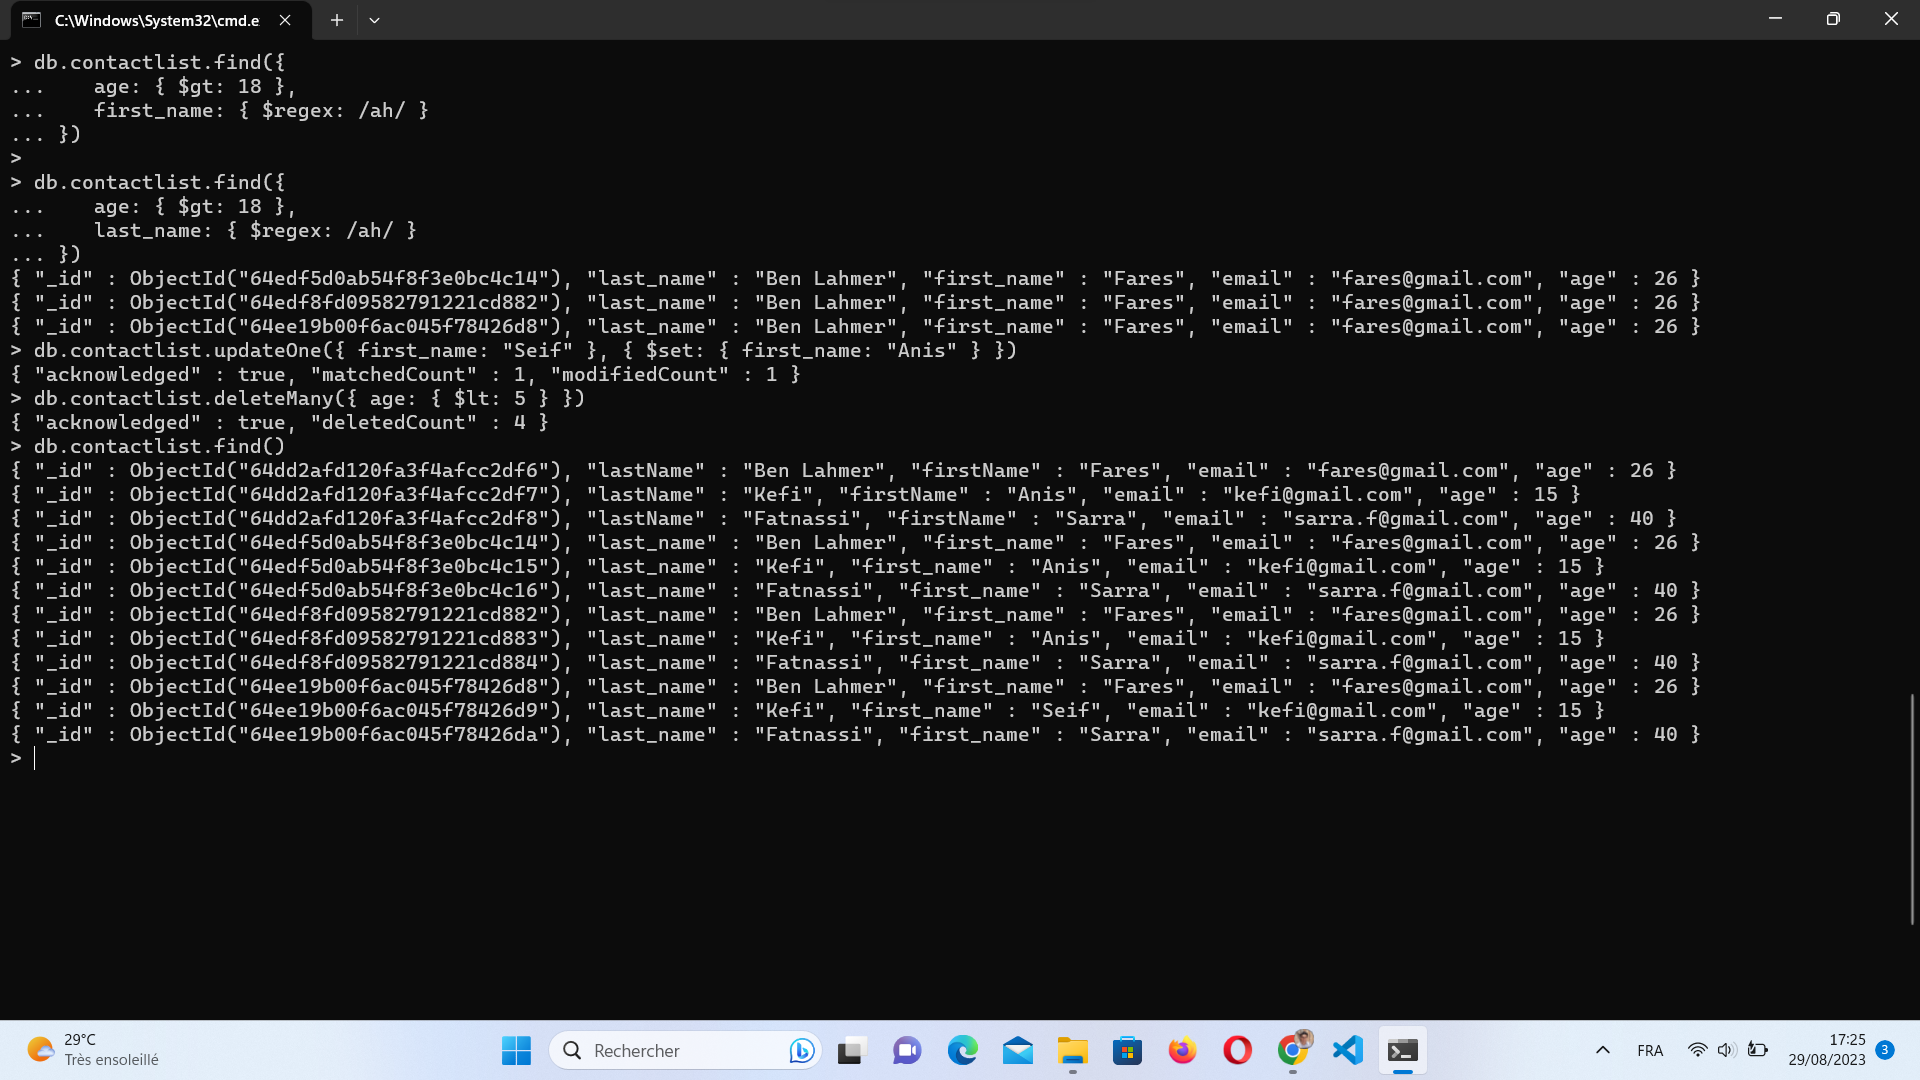 C:\Windows\System32\cmd.e
> db.contactlist.find({
...    age: { $gt: 18 },
...    first_name: { $regex: /ah/ }
... })
>
> db.contactlist.find({
...    age: { $gt: 18 },
...    last_name: { $regex: /ah/ }
... })
{ "_id" : ObjectId("64edf5d0ab54f8f3e0bc4c14"), "last_name" : "Ben Lahmer", "first_name" : "Fares", "email" : "fares@gmail.com", "age" : 26 }
{ "_id" : ObjectId("64edf8fd09582791221cd882"), "last_name" : "Ben Lahmer", "first_name" : "Fares", "email" : "fares@gmail.com", "age" : 26 }
{ "_id" : ObjectId("64ee19b00f6ac045f78426d8"), "last_name" : "Ben Lahmer", "first_name" : "Fares", "email" : "fares@gmail.com", "age" : 26 }
> db.contactlist.updateOne({ first_name: "Seif" }, { $set: { first_name: "Anis" } })
{ "acknowledged" : true, "matchedCount" : 1, "modifiedCount" : 1 }
> db.contactlist.deleteMany({ age: { $lt: 5 } })
{ "acknowledged" : true, "deletedCount" : 4 }
> db.contactlist.find()
{ "_id" : ObjectId("64dd2afd120fa3f4afcc2df6"), "lastName" : "Ben Lahmer", "firstName" : "Fares", "email" : "fares@gmail.com", "age" : 26 }
{ "_id" : ObjectId("64dd2afd120fa3f4afcc2df7"), "lastName" : "Kefi", "firstName" : "Anis", "email" : "kefi@gmail.com", "age" : 15 }
{ "_id" : ObjectId("64dd2afd120fa3f4afcc2df8"), "lastName" : "Fatnassi", "firstName" : "Sarra", "email" : "sarra.f@gmail.com", "age" : 40 }
{ "_id" : ObjectId("64edf5d0ab54f8f3e0bc4c14"), "last_name" : "Ben Lahmer", "first_name" : "Fares", "email" : "fares@gmail.com", "age" : 26 }
{ "_id" : ObjectId("64edf5d0ab54f8f3e0bc4c15"), "last_name" : "Kefi", "first_name" : "Anis", "email" : "kefi@gmail.com", "age" : 15 }
{ "_id" : ObjectId("64edf5d0ab54f8f3e0bc4c16"), "last_name" : "Fatnassi", "first_name" : "Sarra", "email" : "sarra.f@gmail.com", "age" : 40 }
{ "_id" : ObjectId("64edf8fd09582791221cd882"), "last_name" : "Ben Lahmer", "first_name" : "Fares", "email" : "fares@gmail.com", "age" : 26 }
{ "_id" : ObjectId("64edf8fd09582791221cd883"), "last_name" : "Kefi", "first_name" : "Anis", "email" : "kefi@gmail.com", "age" : 15 }
{ "_id" : ObjectId("64edf8fd09582791221cd884"), "last_name" : "Fatnassi", "first_name" : "Sarra", "email" : "sarra.f@gmail.com", "age" : 40 }
{ "_id" : ObjectId("64ee19b00f6ac045f78426d8"), "last_name" : "Ben Lahmer", "first_name" : "Fares", "email" : "fares@gmail.com", "age" : 26 }
{ "_id" : ObjectId("64ee19b00f6ac045f78426d9"), "last_name" : "Kefi", "first_name" : "Seif", "email" : "kefi@gmail.com", "age" : 15 }
{ "_id" : ObjectId("64ee19b00f6ac045f78426da"), "last_name" : "Fatnassi", "first_name" : "Sarra", "email" : "sarra.f@gmail.com", "age" : 40 }
>
29°C
Très ensoleillé
Rechercher
FRA
17:25
29/08/2023
3